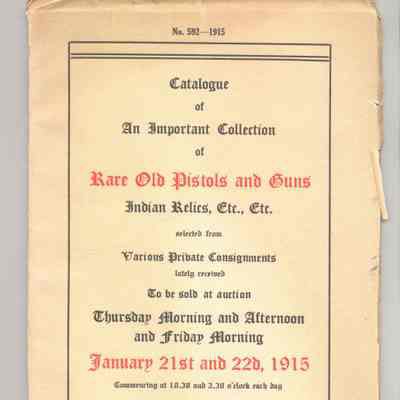 No. 592—1915
Catalogue
of
An Important Collection
of
Rare Old Pistols and Guns
Indian Relics, Etc., Etc.
selected from
Various Private Consignments
lately received
To be sold at auction
Thursday Morning and Afternoon
and Friday Morning
January 21st and 22d, 1915
Commencing at 10.30 and 2.30 o'clock each day